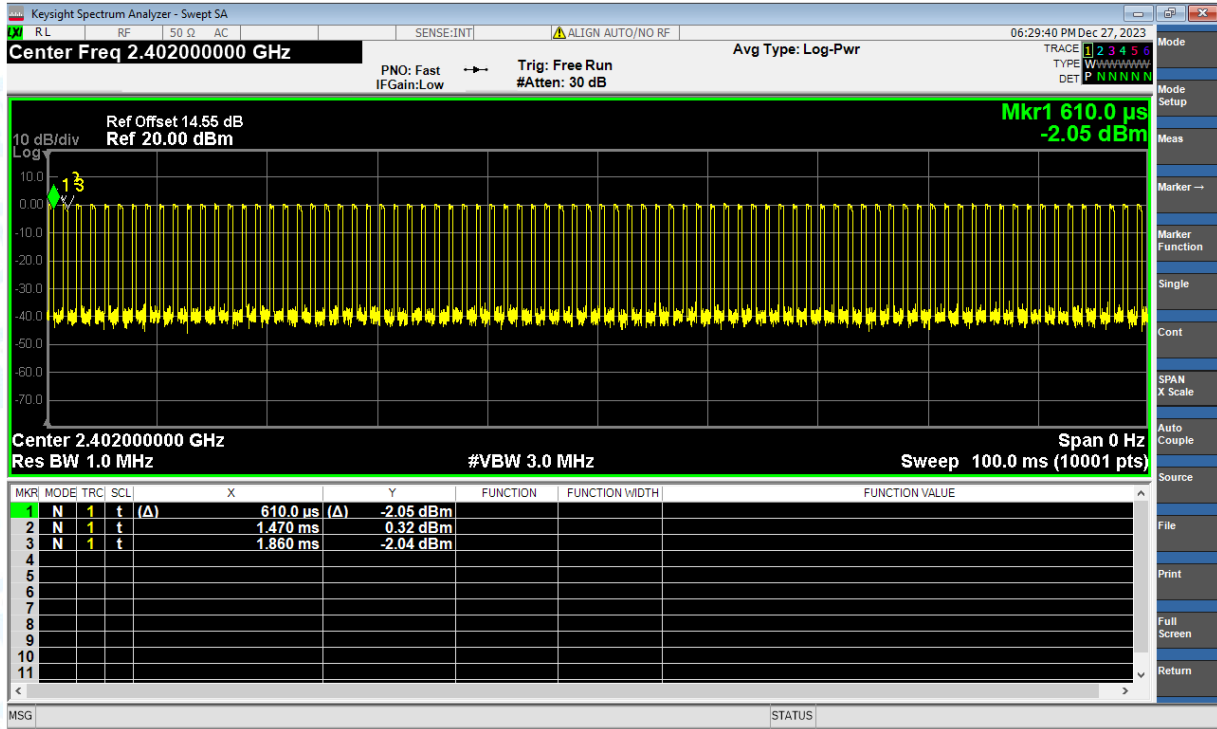 Keysight Spectrum Analyzer - Swept SA
LXI RL RF 50 Ω AC SENSE:INT ALIGN AUTO/NO RF 06:29:40 PM Dec 27, 2023
Center Freq 2.402000000 GHz
PNO: Fast
IFGain:Low
Trig: Free Run
#Atten: 30 dB
Avg Type: Log-Pwr
TRACE 1 2 3 4 5 6
TYPE WWWWWW
DET P N N N N N
Mkr1 610.0 µs
-2.05 dBm
Ref Offset 14.55 dB
10 dB/div Ref 20.00 dBm
Log
10.0
0.00
-10.0
-20.0
-30.0
-40.0
-50.0
-60.0
-70.0
1 2 3
Center 2.402000000 GHz Span 0 Hz
Res BW 1.0 MHz #VBW 3.0 MHz Sweep 100.0 ms (10001 pts)
MKR MODE TRC SCL X Y FUNCTION FUNCTION WIDTH FUNCTION VALUE
1 N 1 t (Δ) 610.0 µs (Δ) -2.05 dBm
2 N 1 t 1.470 ms 0.32 dBm
3 N 1 t 1.860 ms -2.04 dBm
4
5
6
7
8
9
10
11
MSG STATUS
Mode
Mode
Setup
Meas
Marker →
Marker
Function
Single
Cont
SPAN
X Scale
Auto
Couple
Source
File
Print
Full
Screen
Return